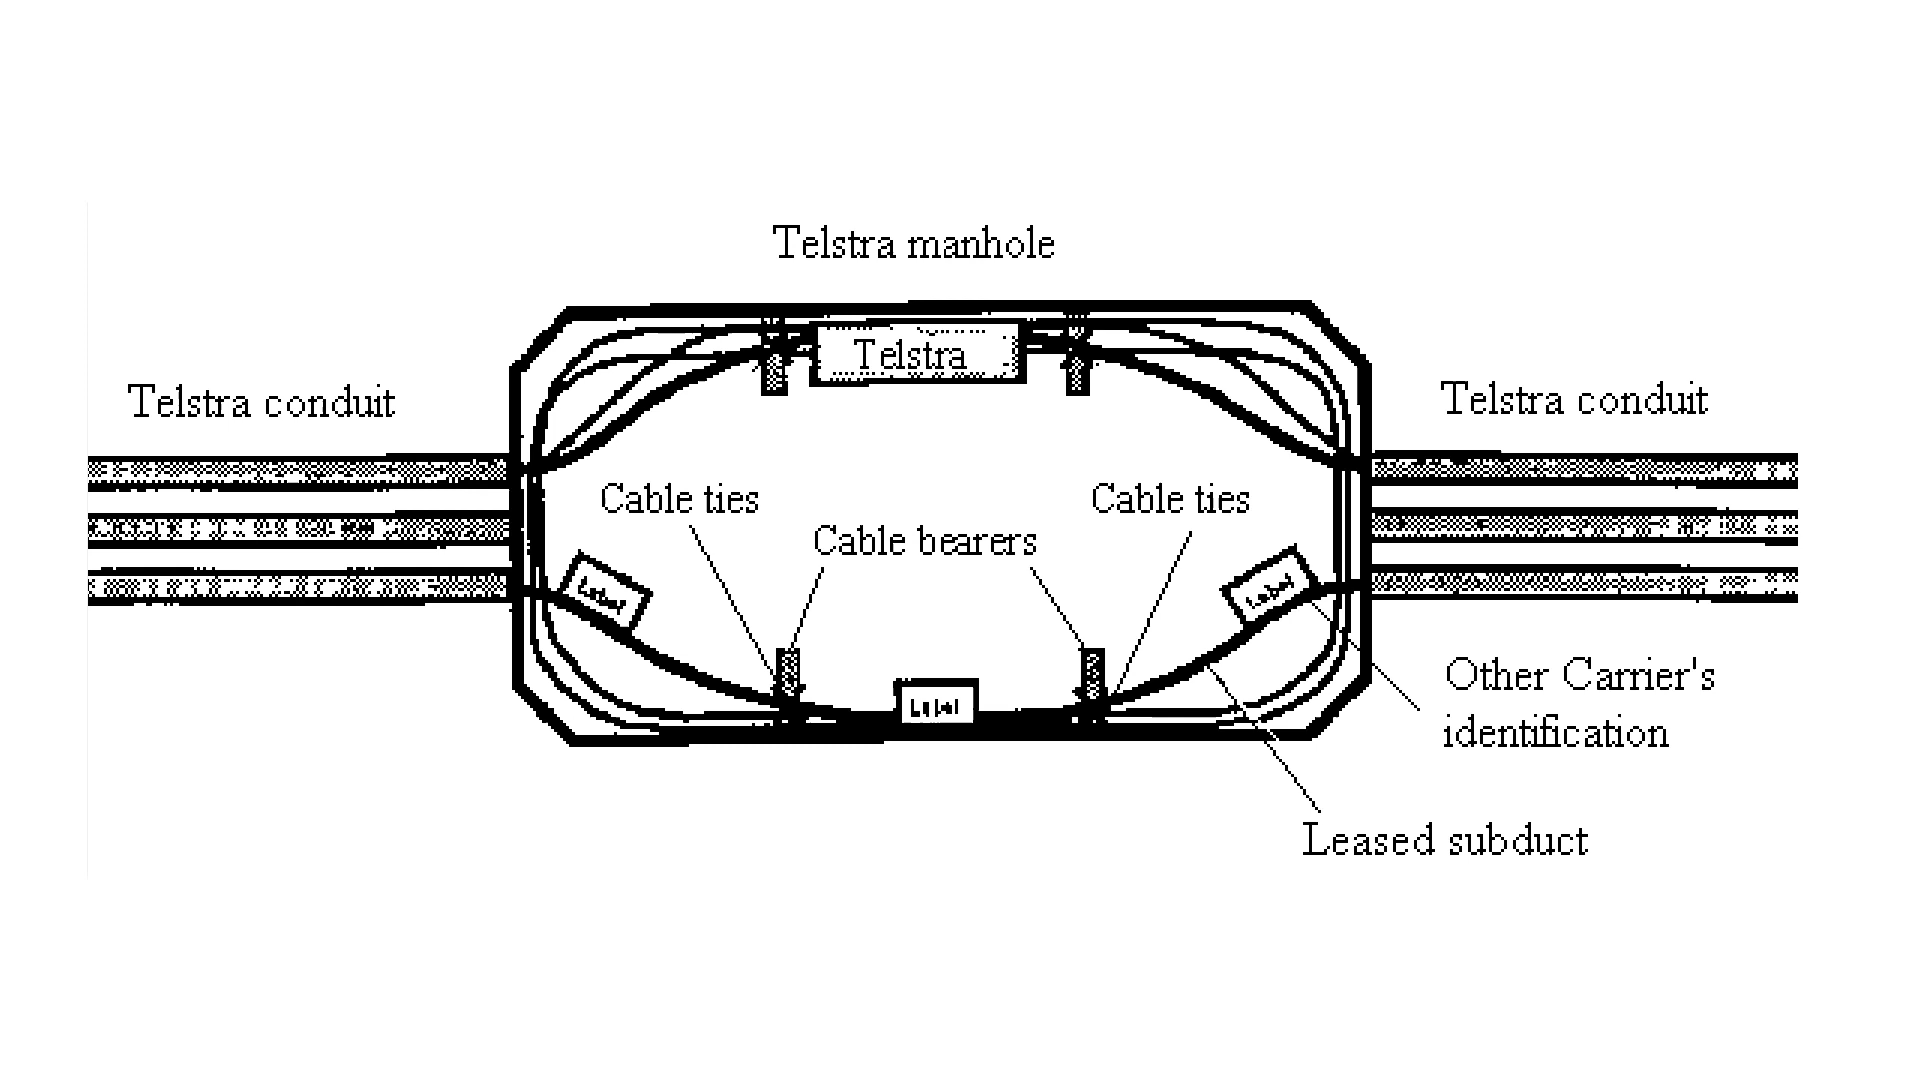 Telstra manhole
Telstra
Telstra conduit
Telstra conduit
Cable ties
Cable ties
Cable bearers
Label
Label
Label
Other Carrier's
identification
Leased subduct